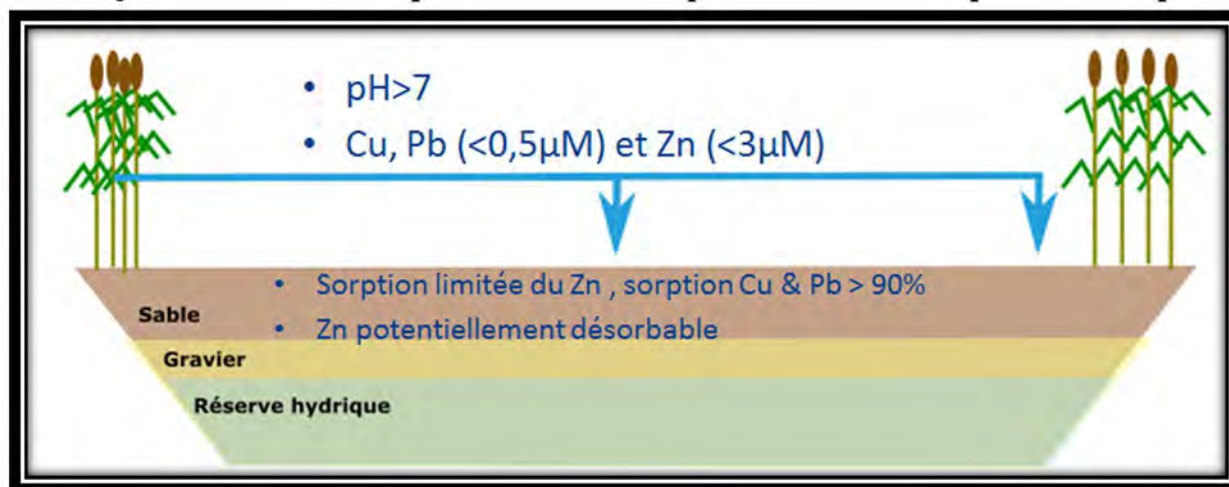 • pH>7
• Cu, Pb (<0,5µM) et Zn (<3µM)
• Sorption limitée du Zn , sorption Cu & Pb > 90%
• Zn potentiellement désorbable
Sable
Gravier
Réserve hydrique